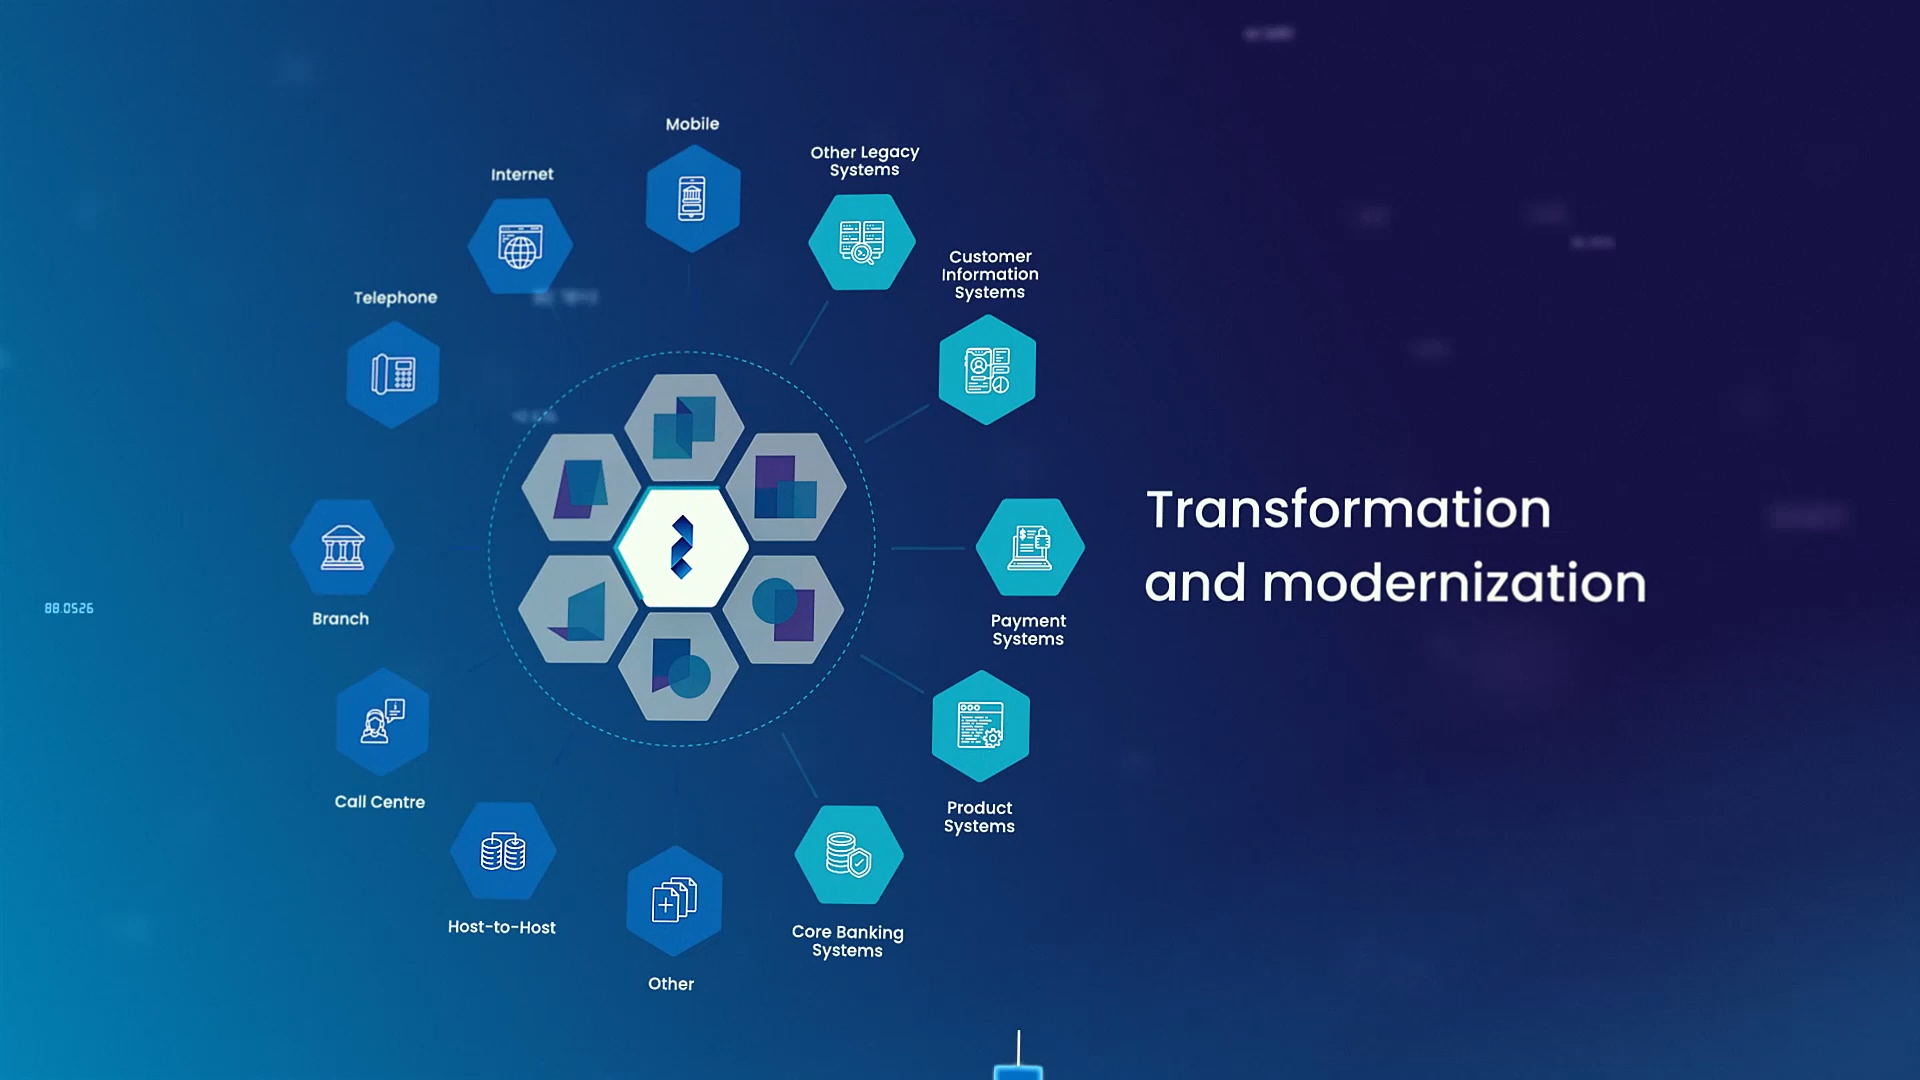 Mobile
Other Legacy
Systems
Internet
Customer
Information
Systems
Telephone
Transformation
and modernization
88.0526
Branch
Payment
Systems
Call Centre
Product
Systems
Host-to-Host
Core Banking
Systems
Other